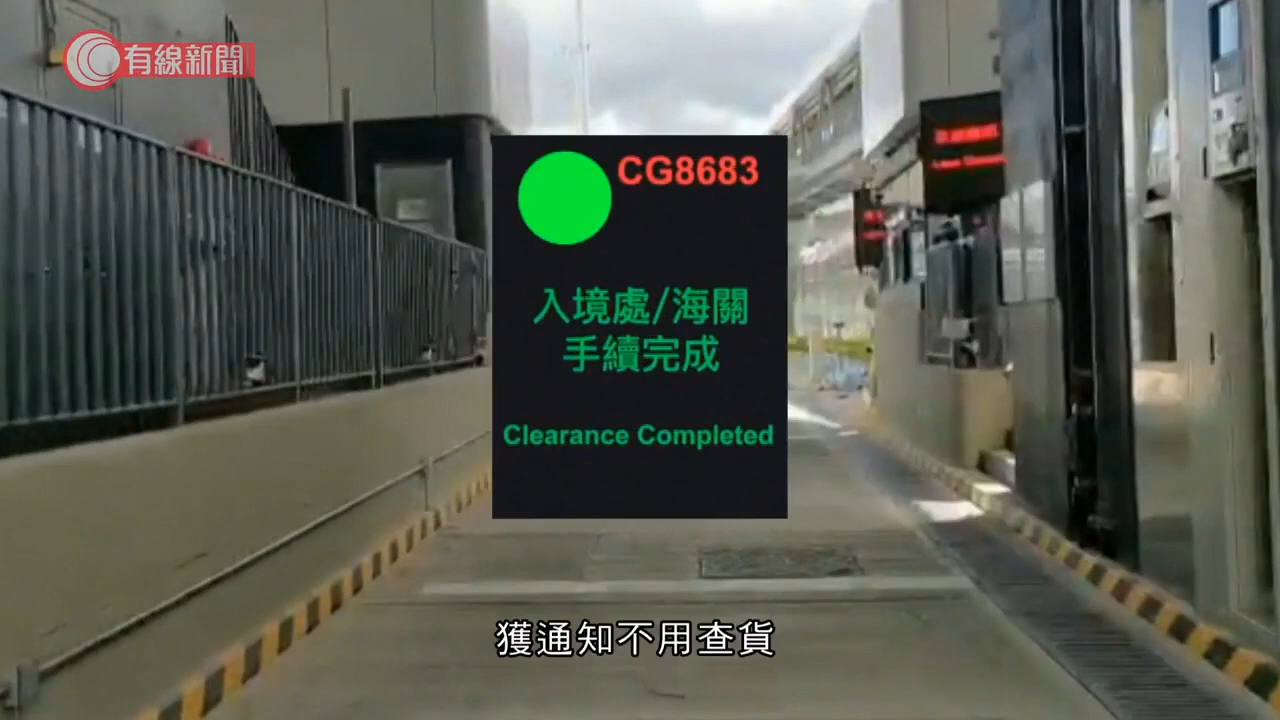 有線新聞
CG8683
入境處/海關
手續完成
Clearance Completed
獲通知不用查貨